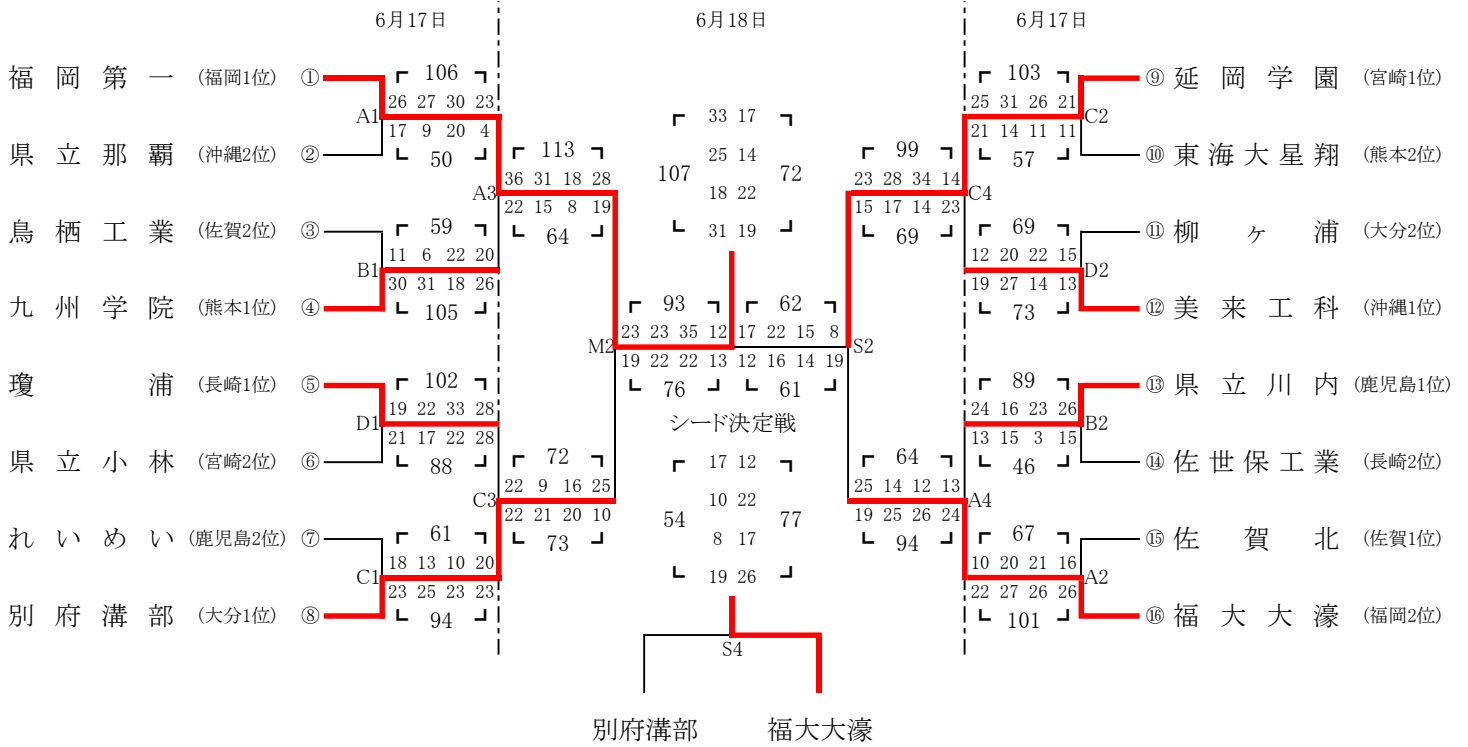 6月17日 6月18日 6月17日
福岡第一 (福岡1位) ①
106
26 27 30 23
A1
17 9 20 4
50
県立那覇 (沖縄2位) ②
113
36 31 18 28
A3
22 15 8 19
64
鳥栖工業 (佐賀2位) ③
59
11 6 22 20
B1
30 31 18 26
105
九州学院 (熊本1位) ④
93
23 23 35 12
M2
19 22 22 13
76
瓊浦 (長崎1位) ⑤
102
19 22 33 28
D1
21 17 22 28
88
県立小林 (宮崎2位) ⑥
72
22 9 16 25
C3
22 21 20 10
73
れいめい (鹿児島2位) ⑦
61
18 13 10 20
C1
23 25 23 23
94
別府溝部 (大分1位) ⑧
33 17
25 14
107 72
18 22
31 19
シード決定戦
17 12
10 22
54 77
8 17
19 26
S4
別府溝部 福大大濠
⑨ 延岡学園 (宮崎1位)
103
25 31 26 21
C2
21 14 11 11
57
⑩ 東海大星翔 (熊本2位)
99
23 28 34 14
C4
15 17 14 23
69
⑪ 柳ヶ浦 (大分2位)
69
12 20 22 15
D2
19 27 14 13
73
⑫ 美来工科 (沖縄1位)
62
17 22 15 8
S2
12 16 14 19
61
⑬ 県立川内 (鹿児島1位)
89
24 16 23 26
B2
13 15 3 15
46
⑭ 佐世保工業 (長崎2位)
64
25 14 12 13
A4
19 25 26 24
94
⑮ 佐賀北 (佐賀1位)
67
10 20 21 16
A2
22 27 26 26
101
⑯ 福大大濠 (福岡2位)